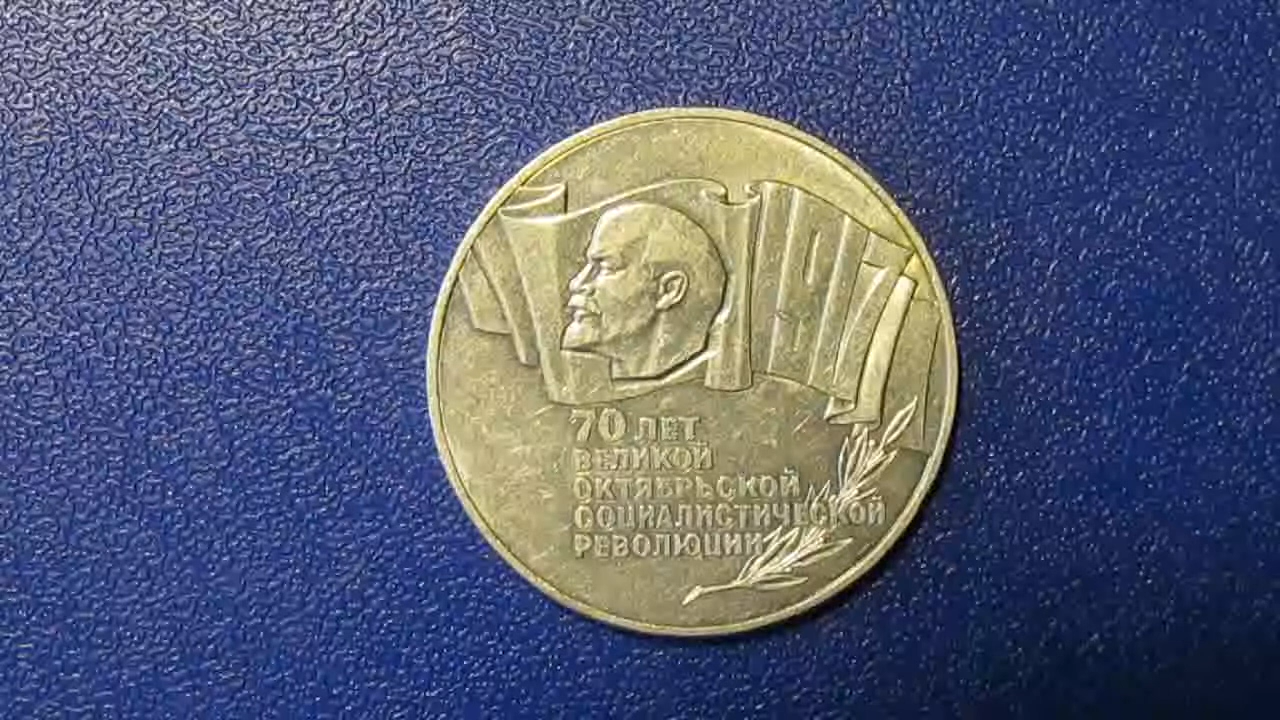 1917
70 ЛЕТ
ВЕЛИКОЙ
ОКТЯБРЬСКОЙ
СОЦИАЛИСТИЧЕСКОЙ
РЕВОЛЮЦИИ